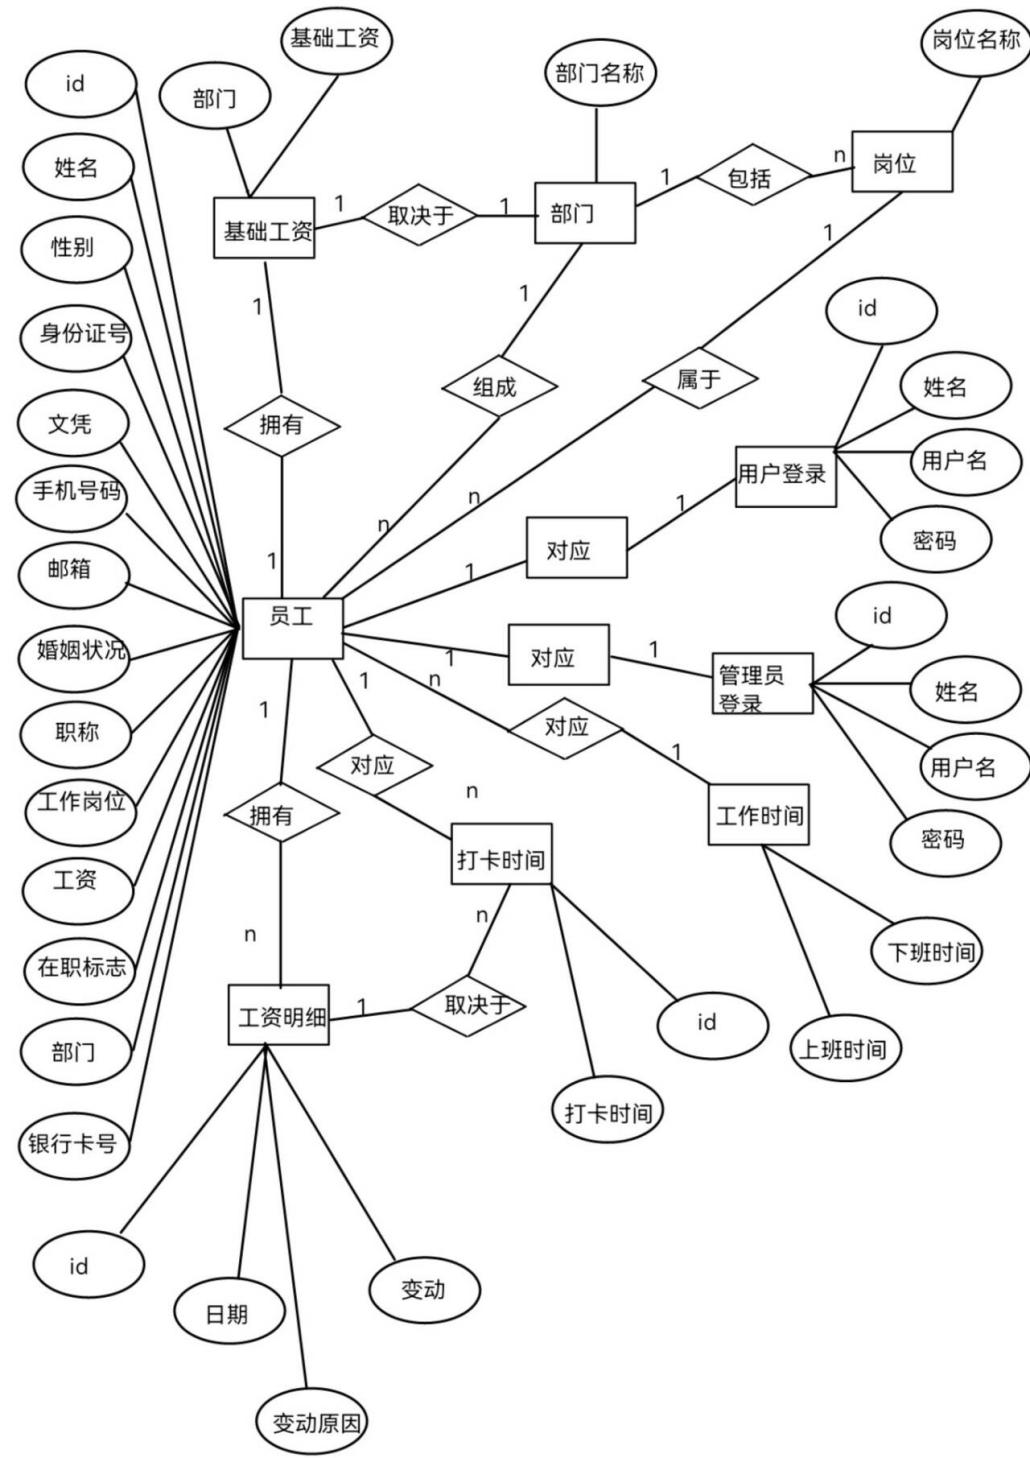 基础工资
岗位名称
部门名称
id
部门
姓名
岗位
包括
n
1
基础工资
1
取决于
1
部门
性别
1
1
1
id
身份证号
组成
属于
姓名
文凭
拥有
用户名
用户登录
手机号码
n
1
n
密码
对应
邮箱
1
1
员工
id
婚姻状况
对应
1
1
管理员
登录
姓名
1
n
1
职称
对应
1
用户名
对应
工作岗位
拥有
n
工作时间
密码
打卡时间
工资
n
n
下班时间
在职标志
工资明细
1
取决于
id
上班时间
部门
打卡时间
银行卡号
id
变动
日期
变动原因